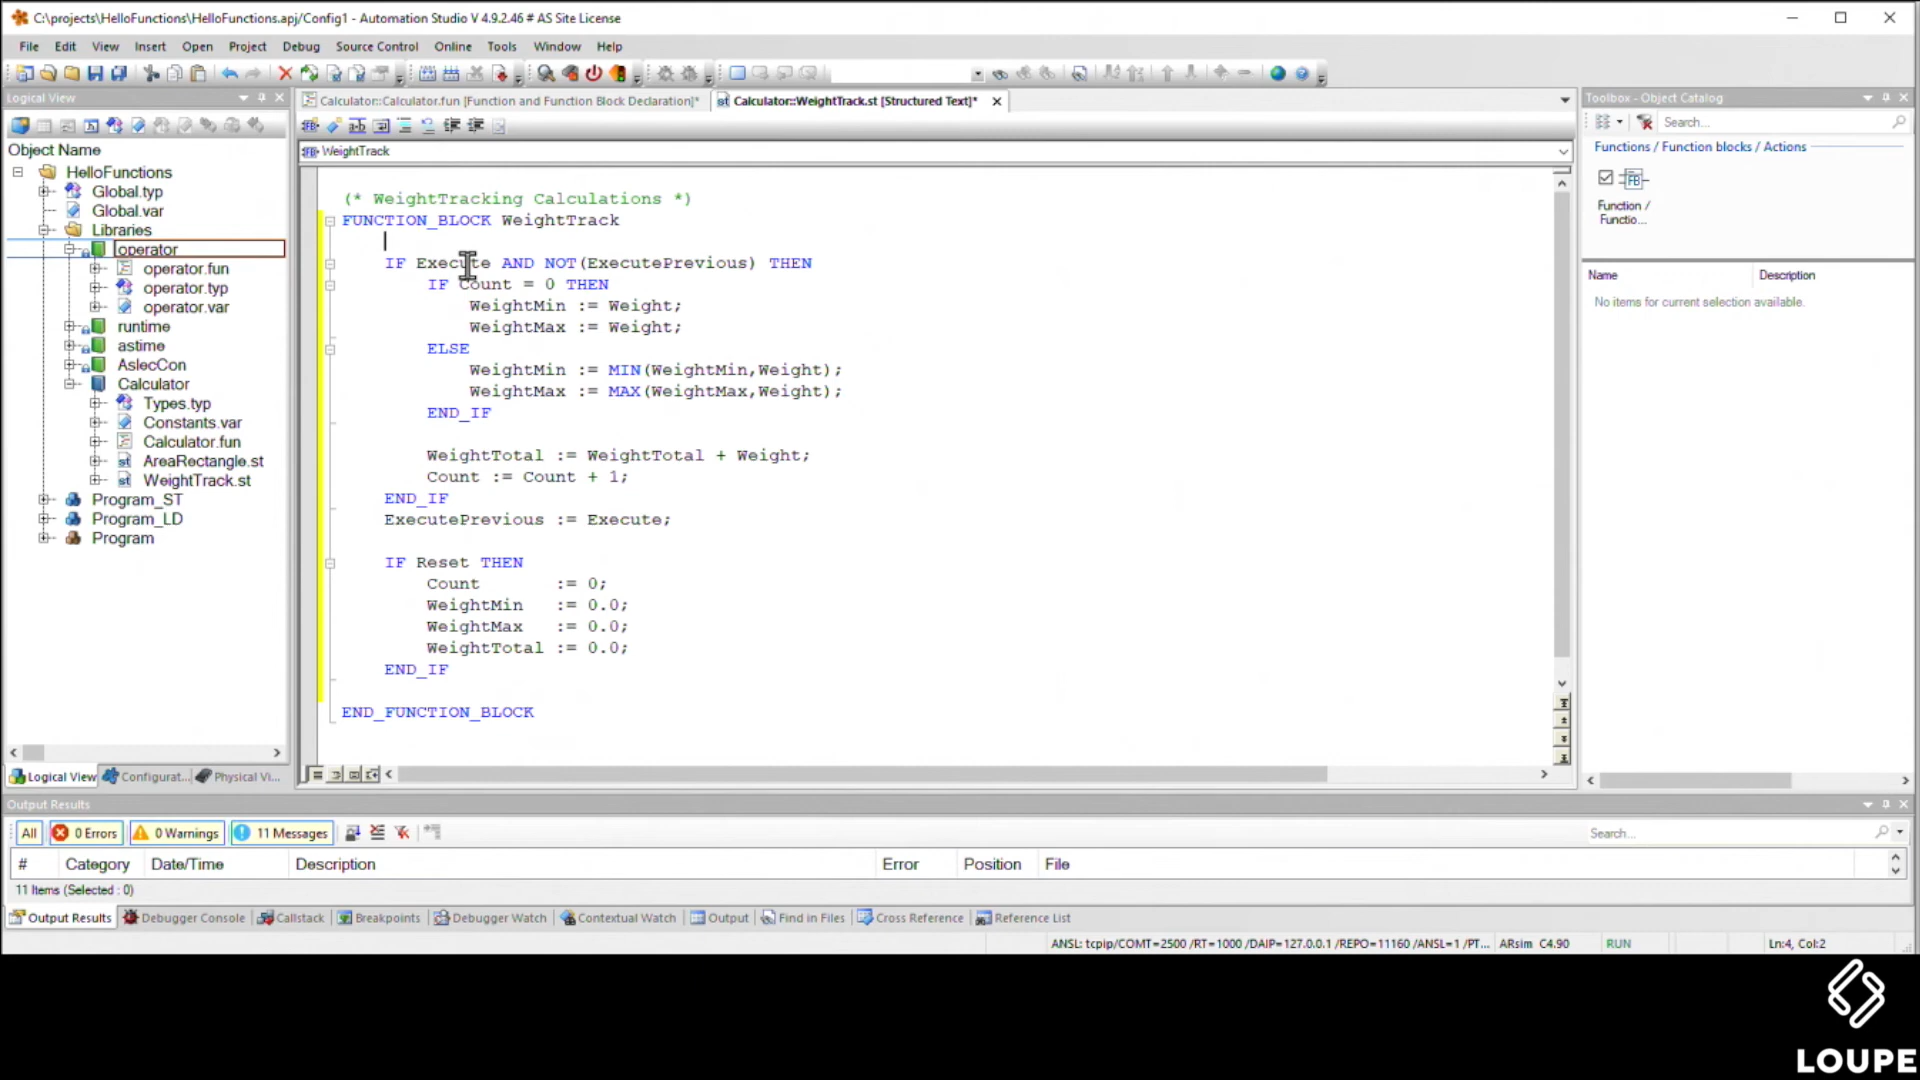 C:\projects\HelloFunctions\HelloFunctions.apj/Config1 - Automation Studio V 4.9.2.46 # AS Site License
File Edit View Insert Open Project Debug Source Control Online Tools Window Help
Logical View
Calculator::Calculator.fun [Function and Function Block Declaration]*
Calculator::WeightTrack.st [Structured Text]*
Toolbox - Object Catalog
Search...
Object Name
WeightTrack
Functions / Function blocks / Actions
HelloFunctions
Global.typ
Global.var
Libraries
operator
operator.fun
operator.typ
operator.var
runtime
astime
AsIecCon
Calculator
Types.typ
Constants.var
Calculator.fun
AreaRectangle.st
WeightTrack.st
Program_ST
Program_LD
Program
(* WeightTracking Calculations *)
FUNCTION_BLOCK WeightTrack
IF Execute AND NOT(ExecutePrevious) THEN
IF Count = 0 THEN
WeightMin := Weight;
WeightMax := Weight;
ELSE
WeightMin := MIN(WeightMin,Weight);
WeightMax := MAX(WeightMax,Weight);
END_IF
WeightTotal := WeightTotal + Weight;
Count := Count + 1;
END_IF
ExecutePrevious := Execute;
IF Reset THEN
Count := 0;
WeightMin := 0.0;
WeightMax := 0.0;
WeightTotal := 0.0;
END_IF
END_FUNCTION_BLOCK
FB
Function /
Functio...
Name Description
No items for current selection available.
Logical View Configurat... Physical Vi...
Output Results
All 0 Errors 0 Warnings 11 Messages
Search...
# Category Date/Time Description Error Position File
11 Items (Selected : 0)
Output Results Debugger Console Callstack Breakpoints Debugger Watch Contextual Watch Output Find in Files Cross Reference Reference List
ANSL: tcpip/COMT=2500 /RT=1000 /DAIP=127.0.0.1 /REPO=11160 /ANSL=1 /PT... ARsim C4.90 RUN Ln:4, Col:2
LOUPE